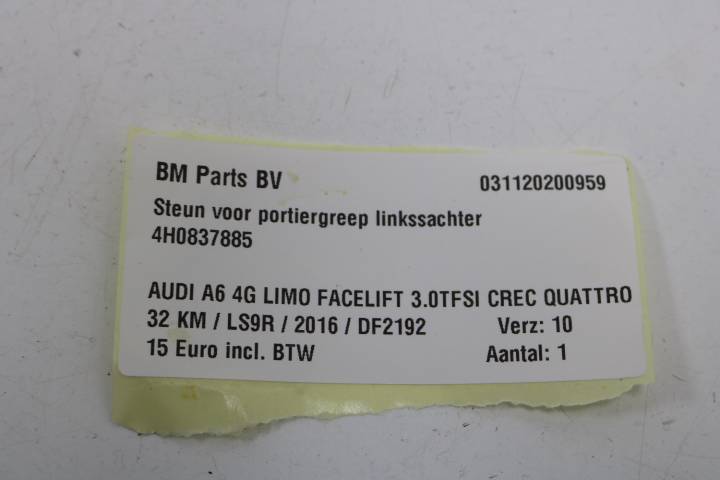 BM Parts BV 031120200959
Steun voor portiergreep linkssachter
4H0837885
AUDI A6 4G LIMO FACELIFT 3.0TFSI CREC QUATTRO
32 KM / LS9R / 2016 / DF2192 Verz: 10
15 Euro incl. BTW Aantal: 1